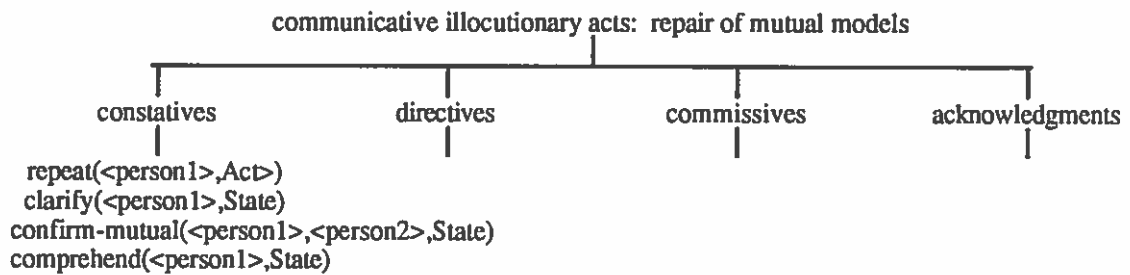 communicative illocutionary acts: repair of mutual models
constatives directives commissives acknowledgments
repeat(<person1>,Act>)
clarify(<person1>,State)
confirm-mutual(<person1>,<person2>,State)
comprehend(<person1>,State)